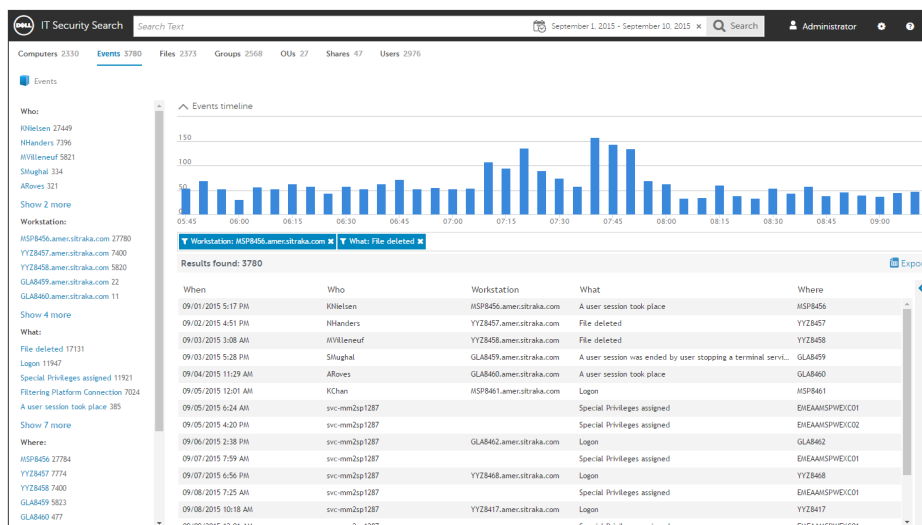 DELL IT Security Search Search Text September 1, 2015 - September 10, 2015 × Search Administrator
Computers 2330 Events 3780 Files 2373 Groups 2568 OUs 27 Shares 47 Users 2976
Events
Who:
KNielsen 27449
NHanders 7396
MVilleneuf 5821
SMughal 334
ARoves 321
Show 2 more
Workstation:
MSP8456.amer.sitraka.com 27780
YYZ8457.amer.sitraka.com 7400
YYZ8458.amer.sitraka.com 5820
GLA8459.amer.sitraka.com 22
GLA8460.amer.sitraka.com 11
Show 4 more
What:
File deleted 17131
Logon 11947
Special Privileges assigned 11921
Filtering Platform Connection 7024
A user session took place 385
Show 7 more
Where:
MSP8456 27784
YYZ8457 7774
YYZ8458 7400
GLA8459 5823
GLA8460 477
Events timeline
150
100
50
0
05:45 06:00 06:15 06:30 06:45 07:00 07:15 07:30 07:45 08:00 08:15 08:30 08:45 09:00
Workstation: MSP8456.amer.sitraka.com × What: File deleted ×
Results found: 3780 Expor
When Who Workstation What Where
09/01/2015 5:17 PM KNielsen MSP8456.amer.sitraka.com A user session took place MSP8456
09/02/2015 4:51 PM NHanders YYZ8457.amer.sitraka.com File deleted YYZ8457
09/03/2015 3:08 AM MVilleneuf YYZ8458.amer.sitraka.com File deleted YYZ8458
09/03/2015 5:28 PM SMughal GLA8459.amer.sitraka.com A user session was ended by user stopping a terminal servi... GLA8459
09/04/2015 11:29 AM ARoves GLA8460.amer.sitraka.com A user session took place GLA8460
09/05/2015 12:01 AM KChan MSP8461.amer.sitraka.com Logon MSP8461
09/05/2015 6:24 AM svc-mm2sp1287 Special Privileges assigned EMEAAMSPWEXC01
09/05/2015 4:20 PM svc-mm2sp1287 Special Privileges assigned EMEAAMSPWEXC02
09/06/2015 2:38 PM svc-mm2sp1287 GLA8462.amer.sitraka.com Logon GLA8462
09/07/2015 7:59 AM svc-mm2sp1287 Special Privileges assigned EMEAAMSPWEXC01
09/07/2015 6:56 PM svc-mm2sp1287 YYZ8468.amer.sitraka.com Logon YYZ8468
09/08/2015 7:25 AM svc-mm2sp1287 Special Privileges assigned EMEAAMSPWEXC01
09/08/2015 10:18 AM svc-mm2sp1287 YYZ8417.amer.sitraka.com Logon YYZ8417